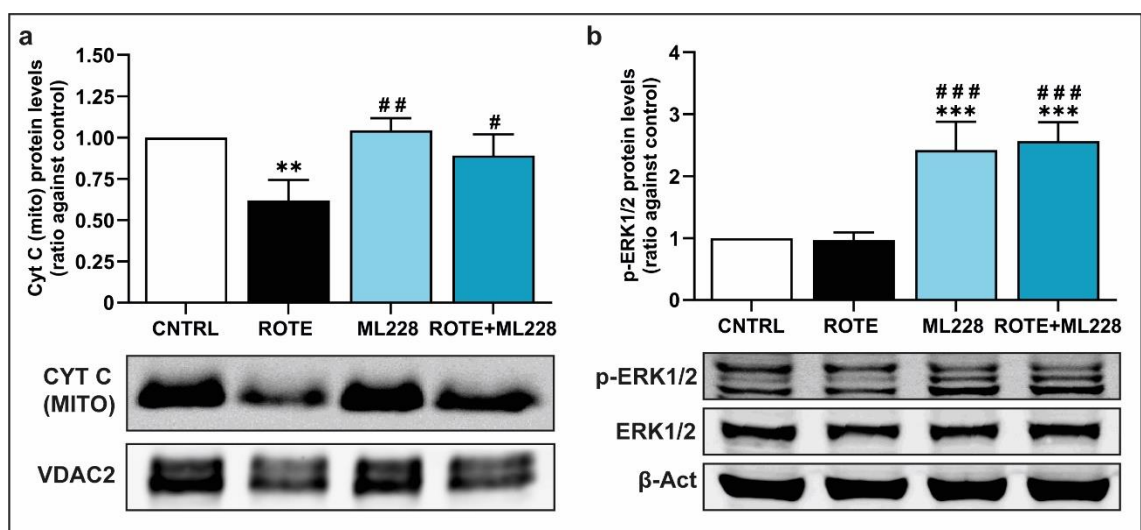 a
Cyt C (mito) protein levels
(ratio against control)
1.50
1.25
1.00
0.75
0.50
0.25
0
**
# #
#
CNTRL
ROTE
ML228
ROTE+ML228
CYT C
(MITO)
VDAC2
b
p-ERK1/2 protein levels
(ratio against control)
4
3
2
1
0
# # #
***
# # #
***
CNTRL
ROTE
ML228
ROTE+ML228
p-ERK1/2
ERK1/2
β-Act